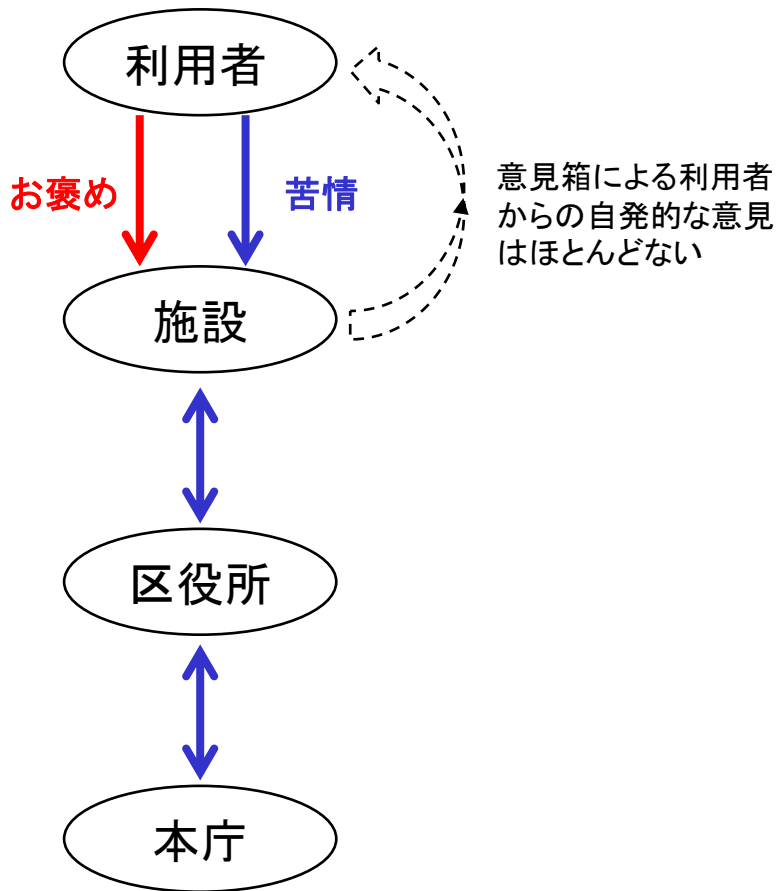 利用者
お褒め
苦情
意見箱による利用者
からの自発的な意見
はほとんどない
施設
区役所
本庁